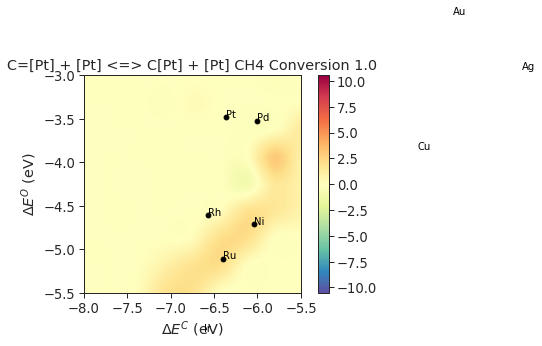 Au
Ag
C=[Pt] + [Pt] <=> C[Pt] + [Pt] CH4 Conversion 1.0
−3.0
−3.5
−4.0
−4.5
−5.0
−5.5
ΔE^O (eV)
Pt
Pd
Rh
Ni
Ru
Cu
10.0
7.5
5.0
2.5
0.0
−2.5
−5.0
−7.5
−10.0
−8.0
−7.5
−7.0
−6.5
−6.0
−5.5
ΔE^C (eV)
Ir